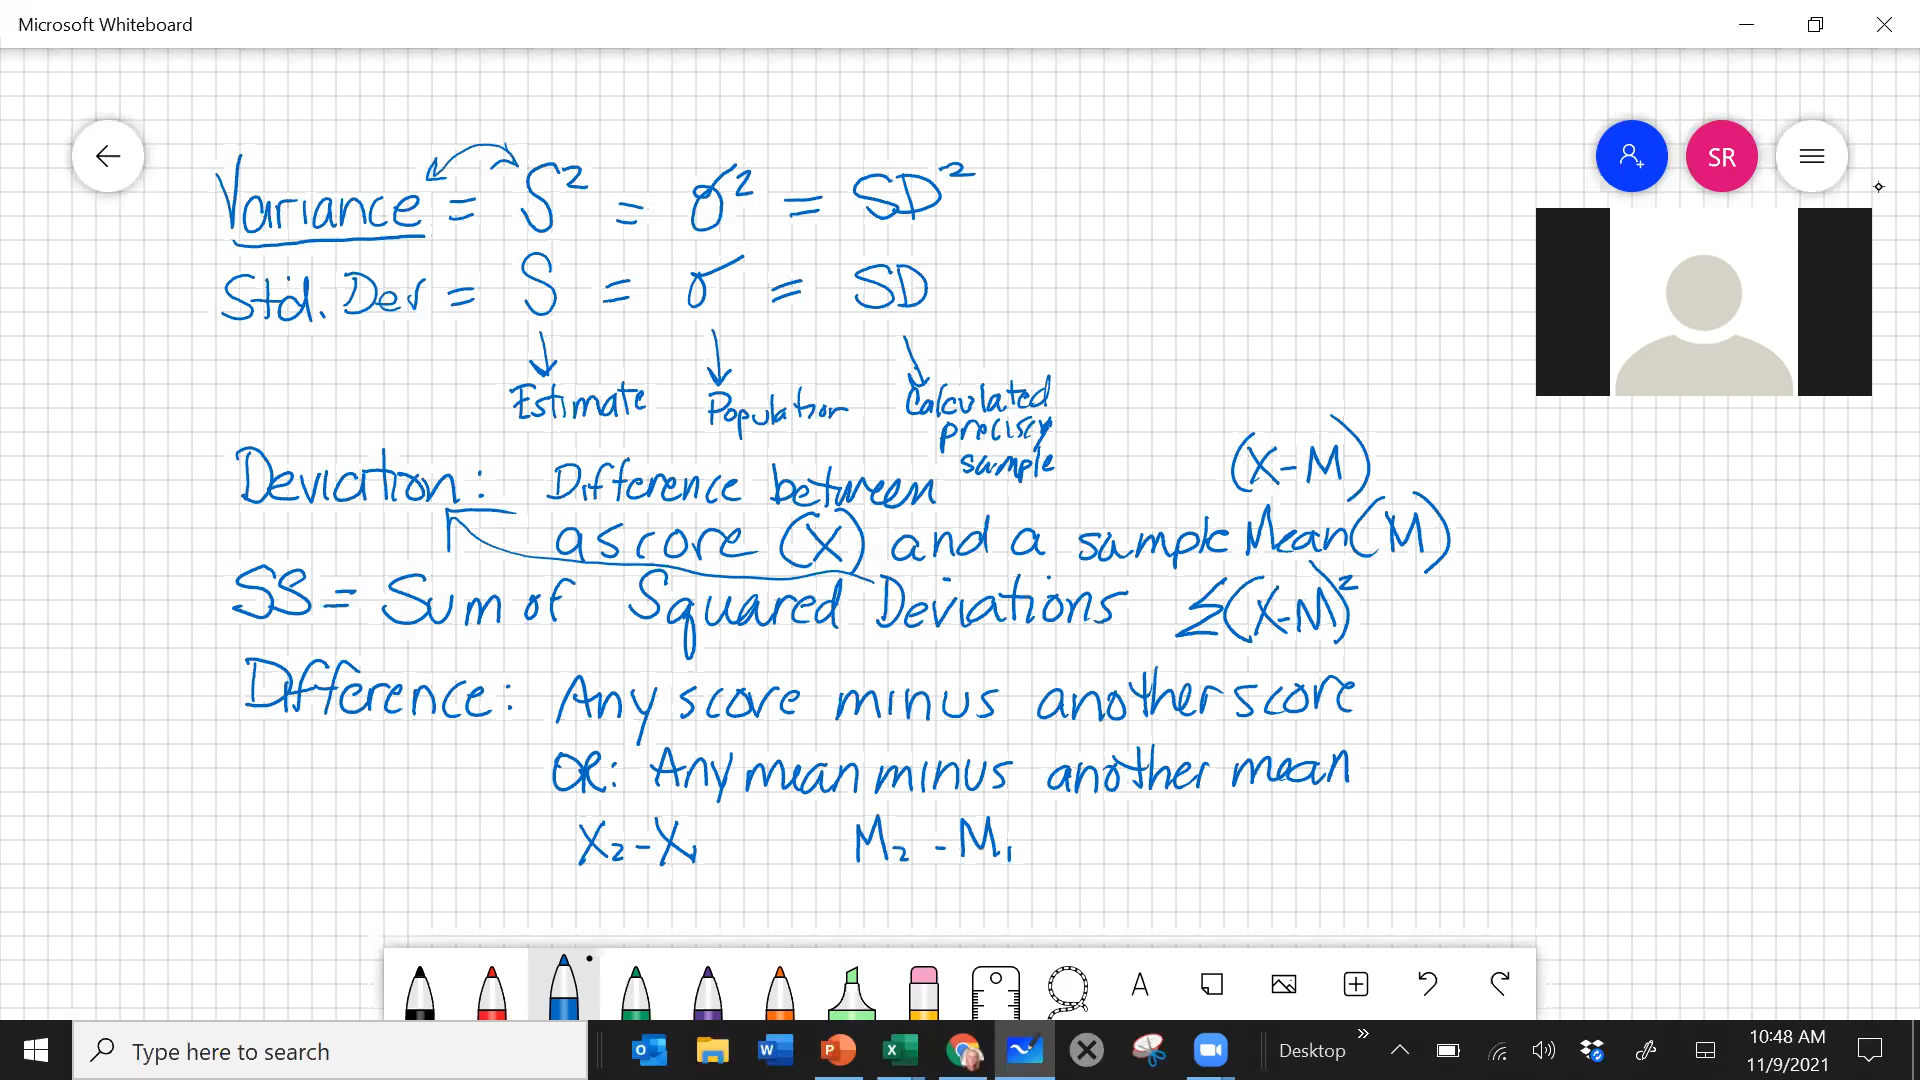 Microsoft Whiteboard
SR
Variance = S² = σ² = SD²
Std. Dev = S = σ = SD
Estimate Population Calculated
precisey
sample
Deviation: Difference between (X-M)
a score (X) and a sample Mean (M)
SS = Sum of Squared Deviations Σ(X-M)²
Difference: Any score minus another score
OR: Any mean minus another mean
X₂-X₁ M₂-M₁
Type here to search
Desktop
10:48 AM
11/9/2021